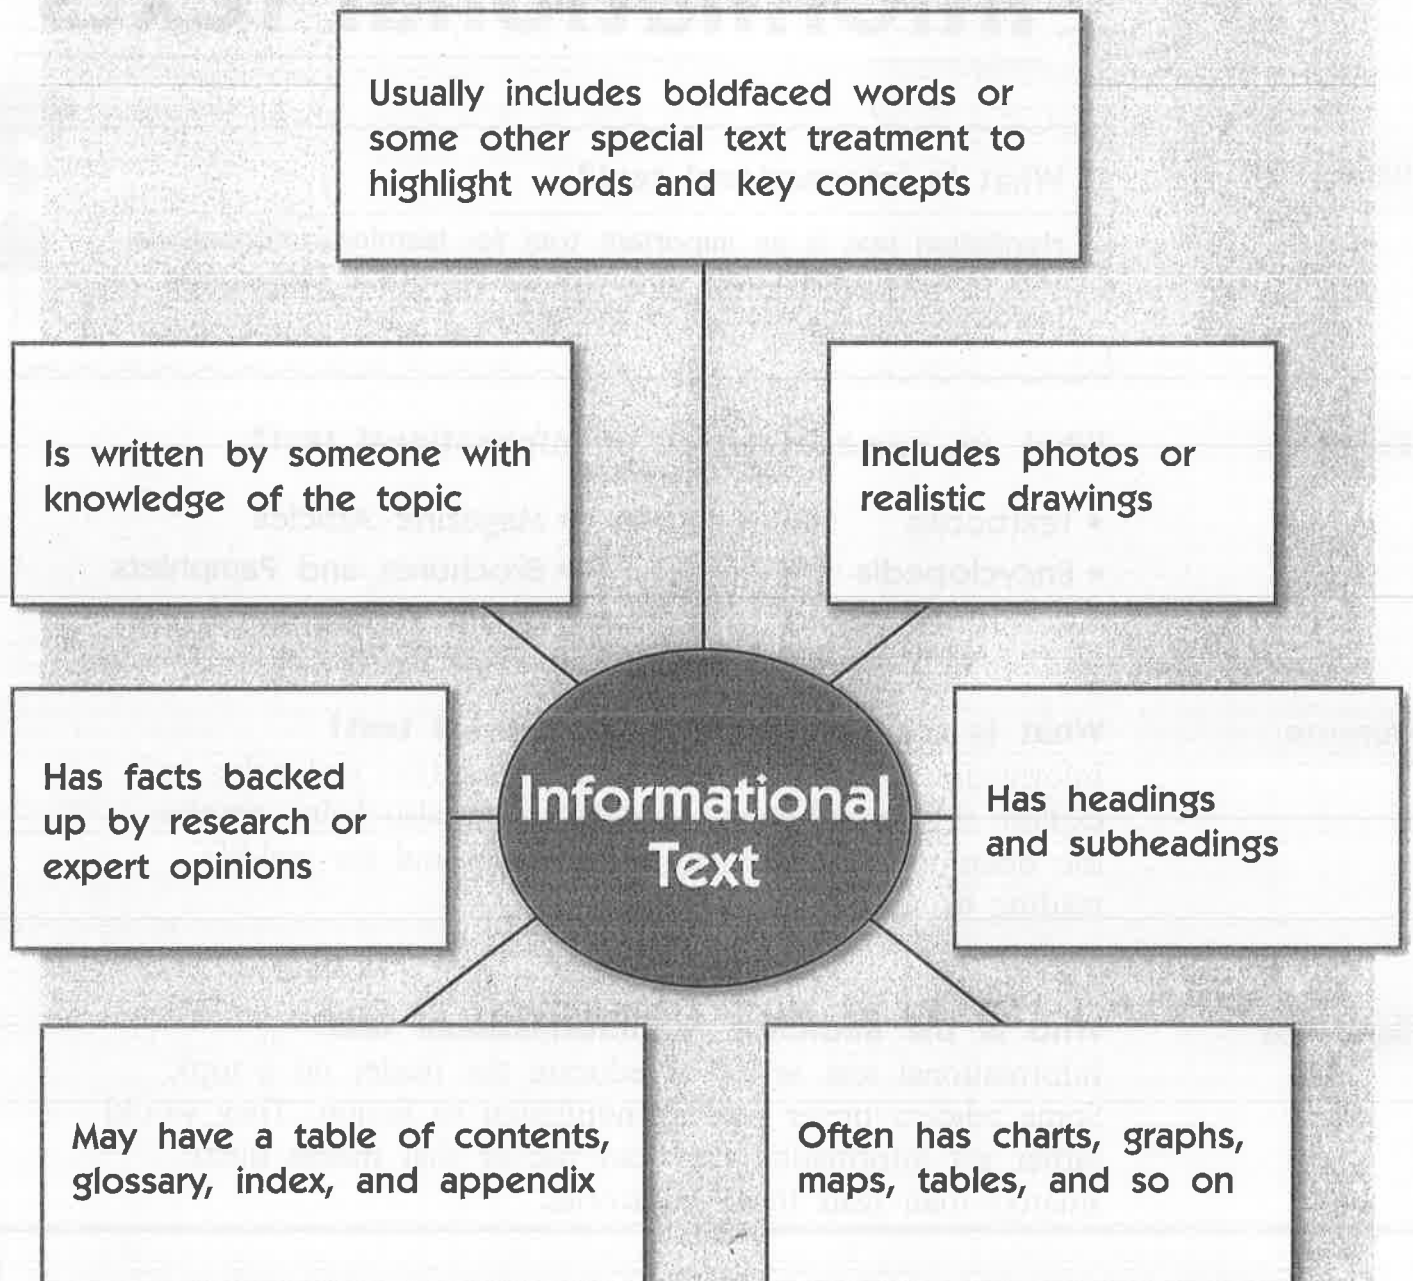 Usually includes boldfaced words or
some other special text treatment to
highlight words and key concepts
Is written by someone with
knowledge of the topic
Includes photos or
realistic drawings
Has facts backed
up by research or
expert opinions
Informational
Text
Has headings
and subheadings
May have a table of contents,
glossary, index, and appendix
Often has charts, graphs,
maps, tables, and so on